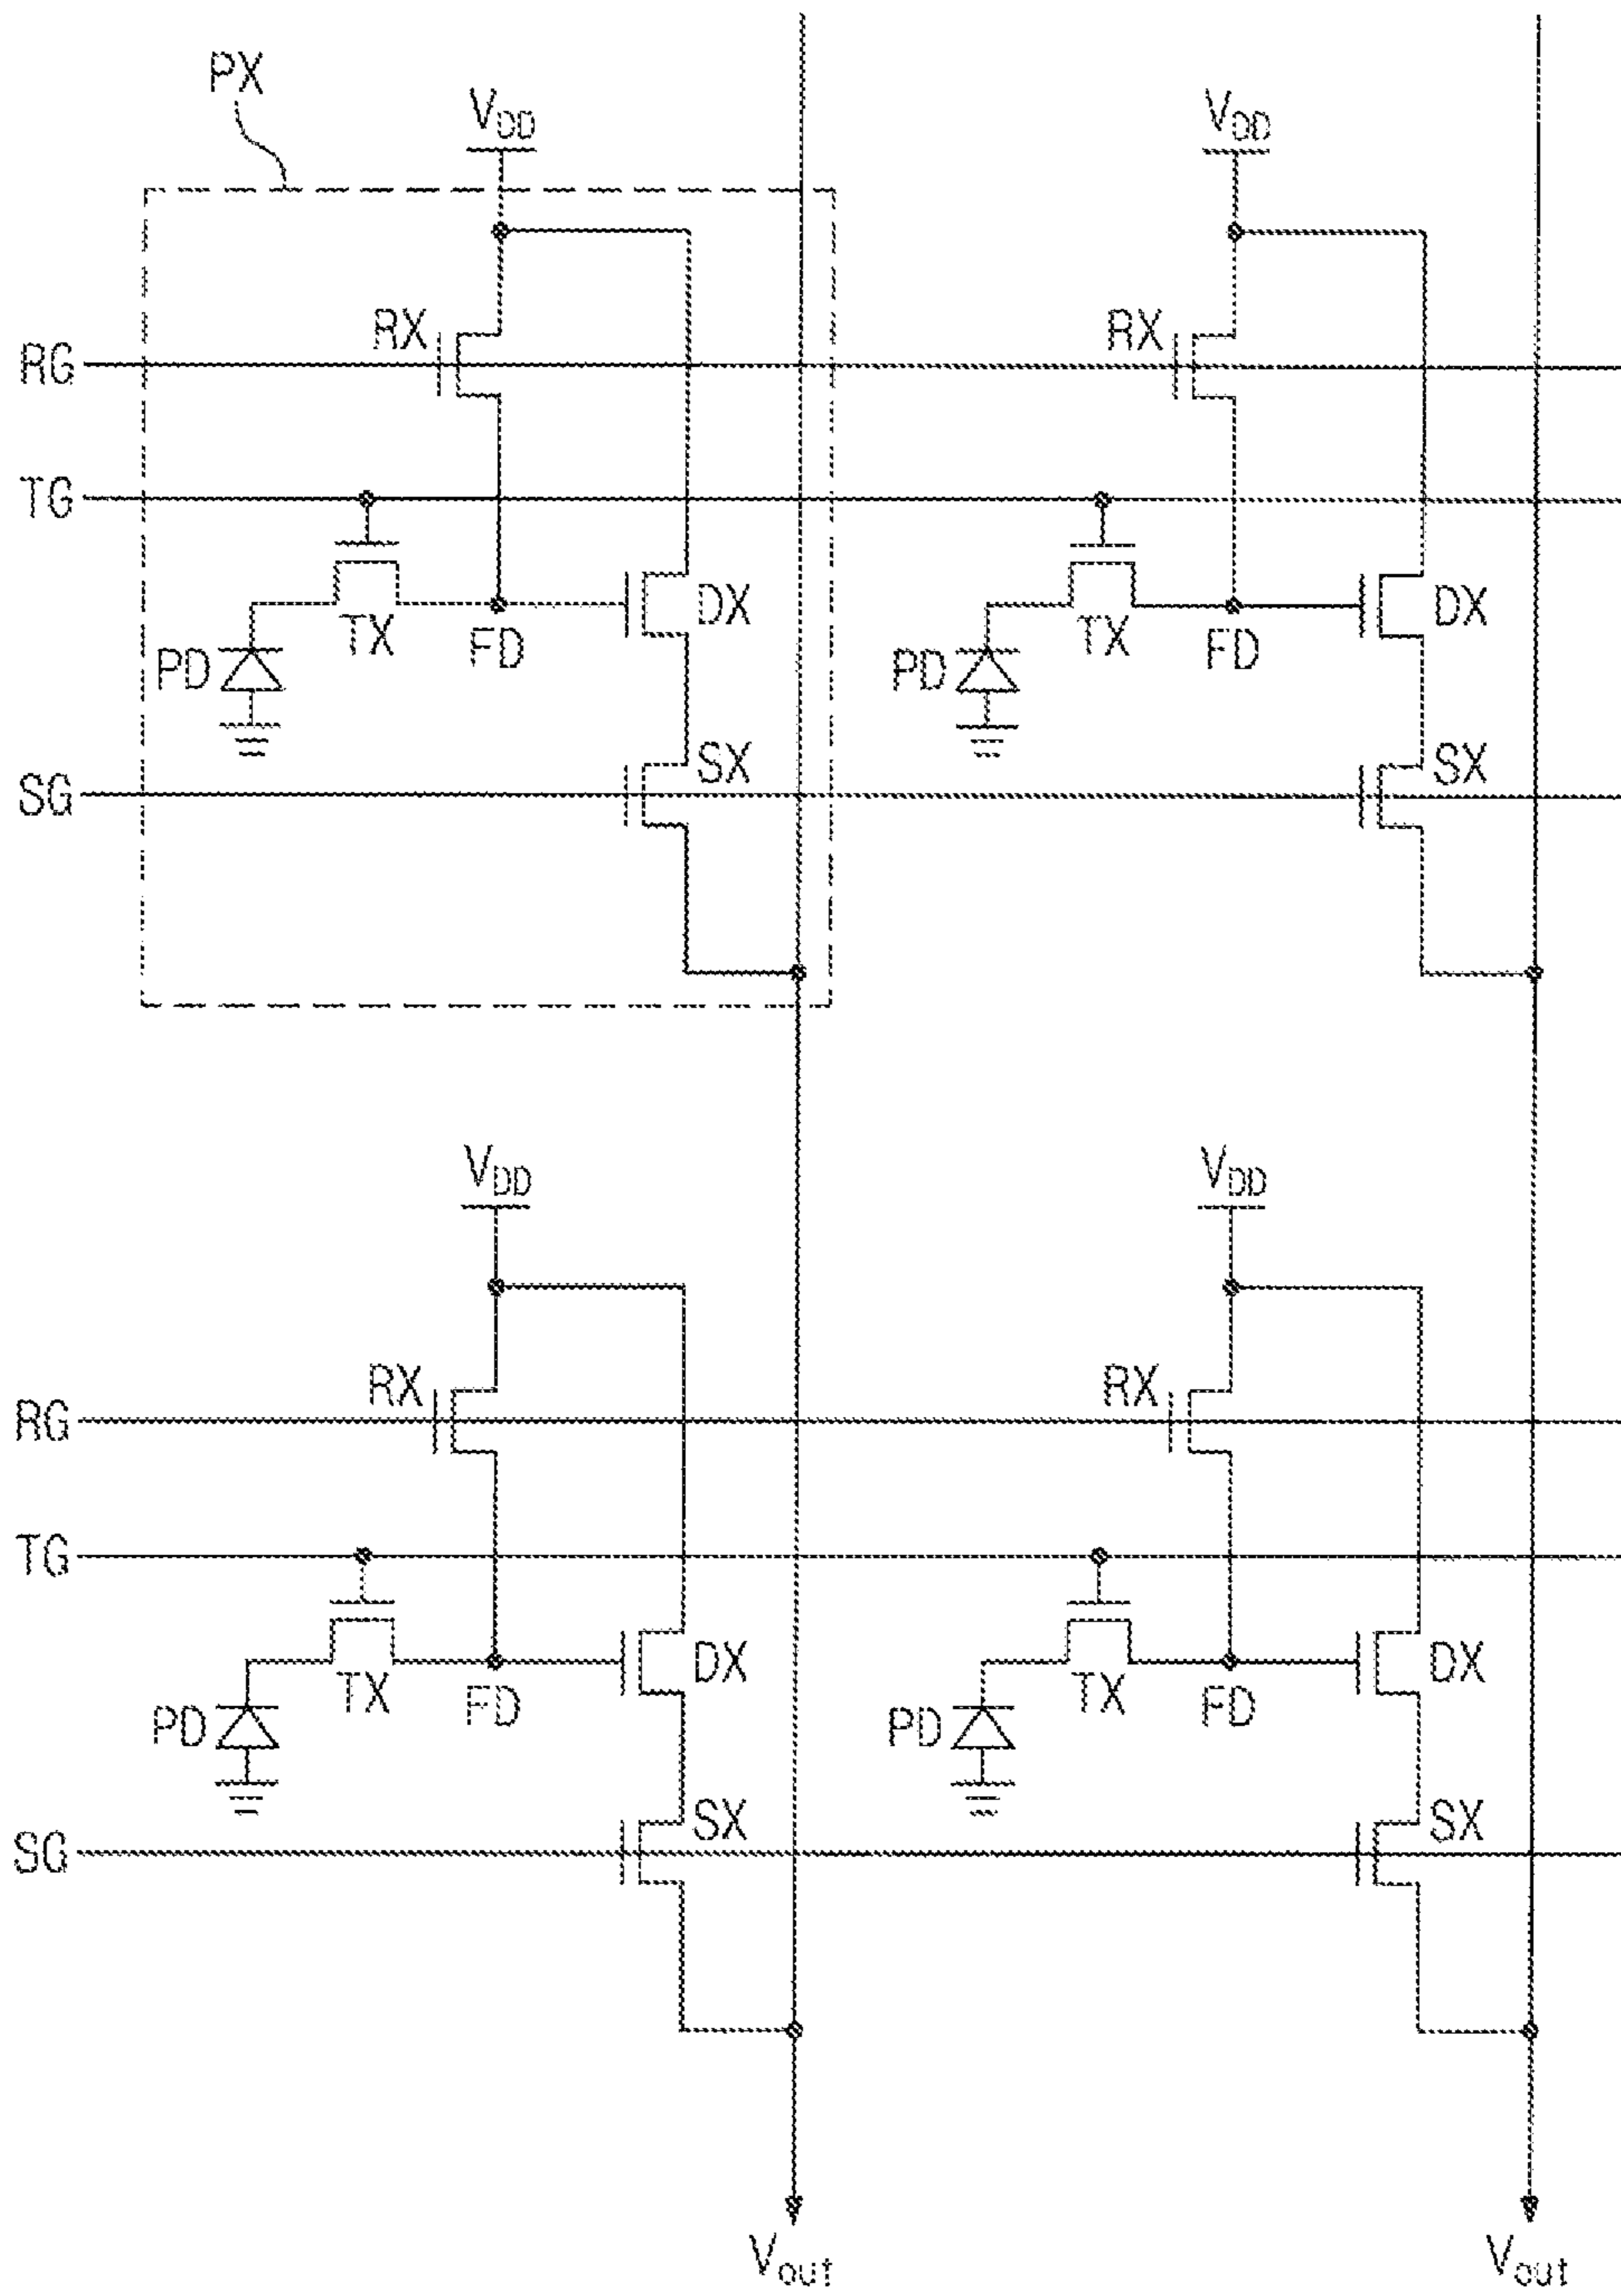 PX
VDD VDD
RX RX
RG
TG
TX FD DX TX FD DX
PD PD
SX SX
SG
VDD VDD
RX RX
RG
TG
TX FD DX TX FD DX
PD PD
SX SX
SG
Vout Vout